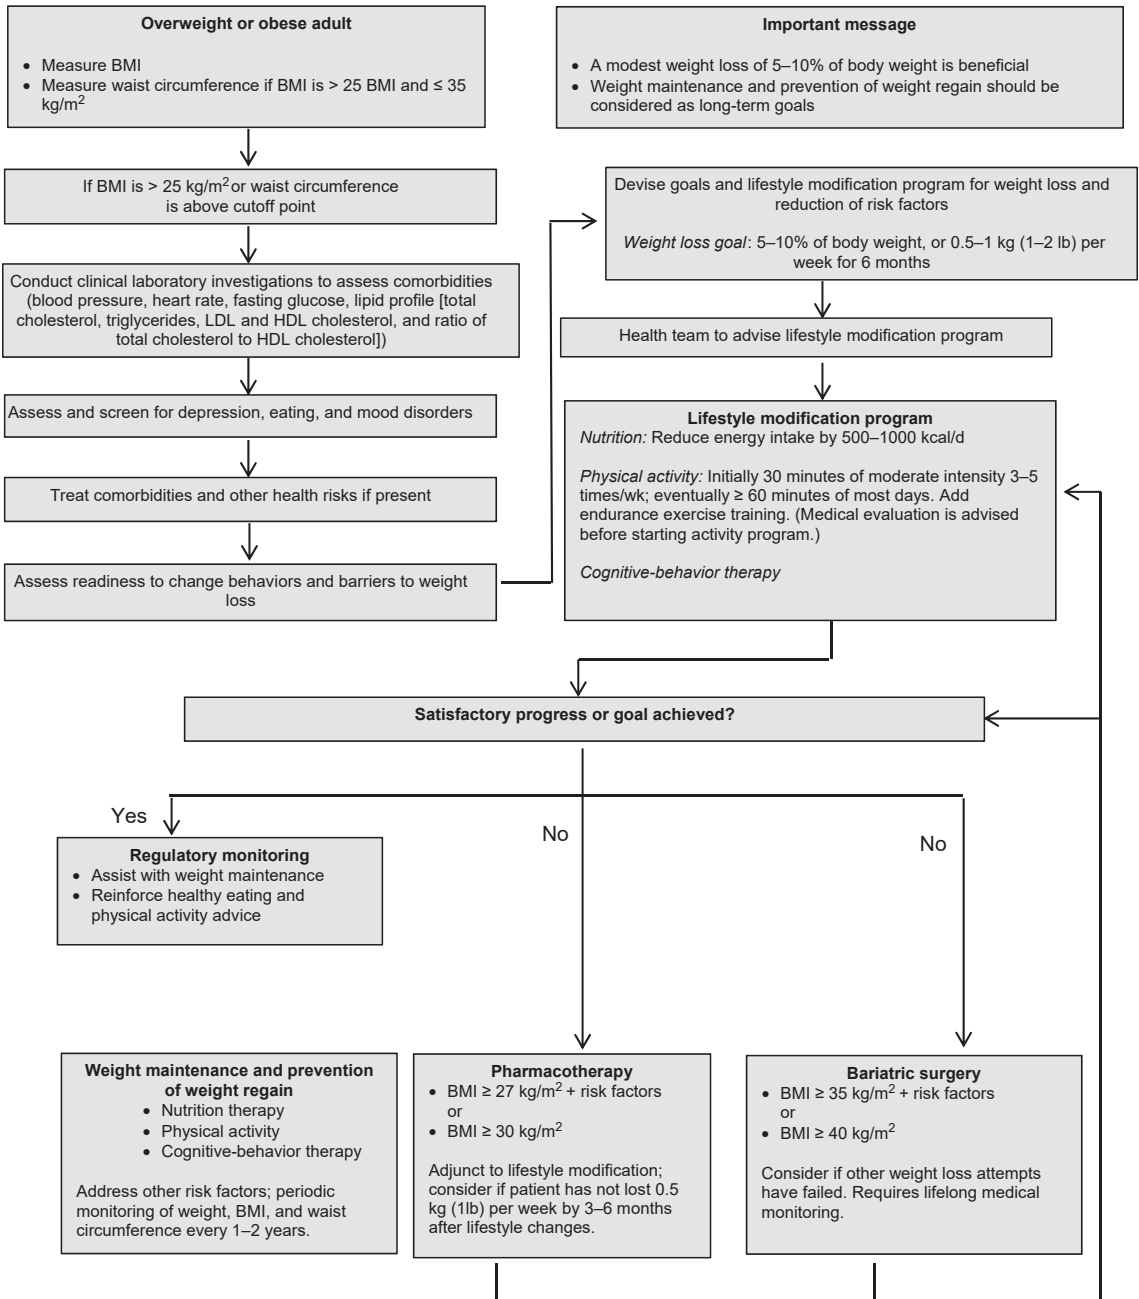 Overweight or obese adult
• Measure BMI
• Measure waist circumference if BMI is > 25 BMI and ≤ 35
kg/m²
Important message
• A modest weight loss of 5–10% of body weight is beneficial
• Weight maintenance and prevention of weight regain should be
considered as long-term goals
If BMI is > 25 kg/m² or waist circumference
is above cutoff point
Conduct clinical laboratory investigations to assess comorbidities
(blood pressure, heart rate, fasting glucose, lipid profile [total
cholesterol, triglycerides, LDL and HDL cholesterol, and ratio of
total cholesterol to HDL cholesterol])
Assess and screen for depression, eating, and mood disorders
Treat comorbidities and other health risks if present
Assess readiness to change behaviors and barriers to weight
loss
Devise goals and lifestyle modification program for weight loss and
reduction of risk factors
Weight loss goal: 5–10% of body weight, or 0.5–1 kg (1–2 lb) per
week for 6 months
Health team to advise lifestyle modification program
Lifestyle modification program
Nutrition: Reduce energy intake by 500–1000 kcal/d
Physical activity: Initially 30 minutes of moderate intensity 3–5
times/wk; eventually ≥ 60 minutes of most days. Add
endurance exercise training. (Medical evaluation is advised
before starting activity program.)
Cognitive-behavior therapy
Satisfactory progress or goal achieved?
Yes
No
No
Regulatory monitoring
• Assist with weight maintenance
• Reinforce healthy eating and
physical activity advice
Weight maintenance and prevention
of weight regain
• Nutrition therapy
• Physical activity
• Cognitive-behavior therapy
Address other risk factors; periodic
monitoring of weight, BMI, and waist
circumference every 1–2 years.
Pharmacotherapy
• BMI ≥ 27 kg/m² + risk factors
or
• BMI ≥ 30 kg/m²
Adjunct to lifestyle modification;
consider if patient has not lost 0.5
kg (1lb) per week by 3–6 months
after lifestyle changes.
Bariatric surgery
• BMI ≥ 35 kg/m² + risk factors
or
• BMI ≥ 40 kg/m²
Consider if other weight loss attempts
have failed. Requires lifelong medical
monitoring.